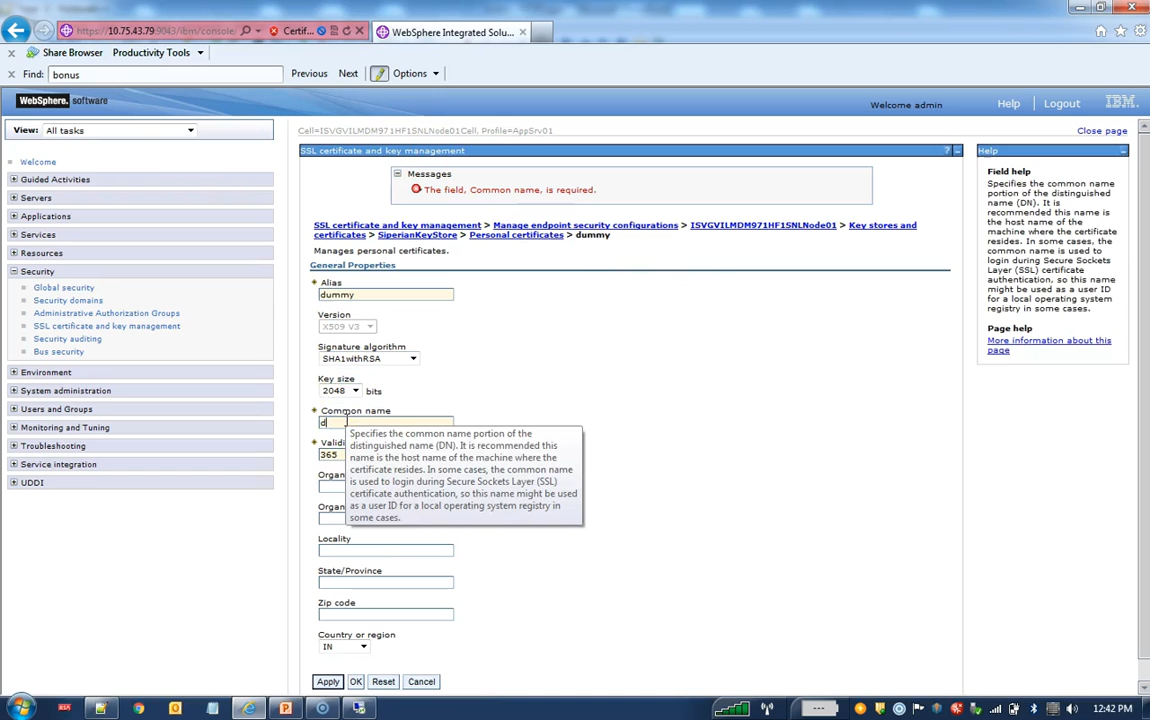 https://10.75.43.79:9043/ibm/console
Certif...
WebSphere Integrated Solu...
Share Browser Productivity Tools
Find: bonus Previous Next Options
WebSphere. software
Welcome admin Help Logout IBM.
View: All tasks
Cell=ISVGVILMDM971HF1SNLNode01Cell, Profile=AppSrv01
Close page
Welcome
Guided Activities
Servers
Applications
Services
Resources
Security
Global security
Security domains
Administrative Authorization Groups
SSL certificate and key management
Security auditing
Bus security
Environment
System administration
Users and Groups
Monitoring and Tuning
Troubleshooting
Service integration
UDDI
SSL certificate and key management
Messages
The field, Common name, is required.
SSL certificate and key management > Manage endpoint security configurations > ISVGVILMDM971HF1SNLNode01 > Key stores and
certificates > SiperianKeyStore > Personal certificates > dummy
Manages personal certificates.
General Properties
Alias
dummy
Version
X509 V3
Signature algorithm
SHA1withRSA
Key size
2048 bits
Common name
d
Validi
365
Organ
Organ
Specifies the common name portion of the
distinguished name (DN). It is recommended this
name is the host name of the machine where the
certificate resides. In some cases, the common name
is used to login during Secure Sockets Layer (SSL)
certificate authentication, so this name might be used
as a user ID for a local operating system registry in
some cases.
Locality
State/Province
Zip code
Country or region
IN
Apply OK Reset Cancel
Help
Field help
Specifies the common name
portion of the distinguished
name (DN). It is
recommended this name is
the host name of the
machine where the
certificate resides. In some
cases, the common name is
used to login during
Secure Sockets
Layer (SSL) certificate
authentication, so this name
might be used as a user ID
for a local operating system
registry in some cases.
Page help
More information about this
page
12:42 PM